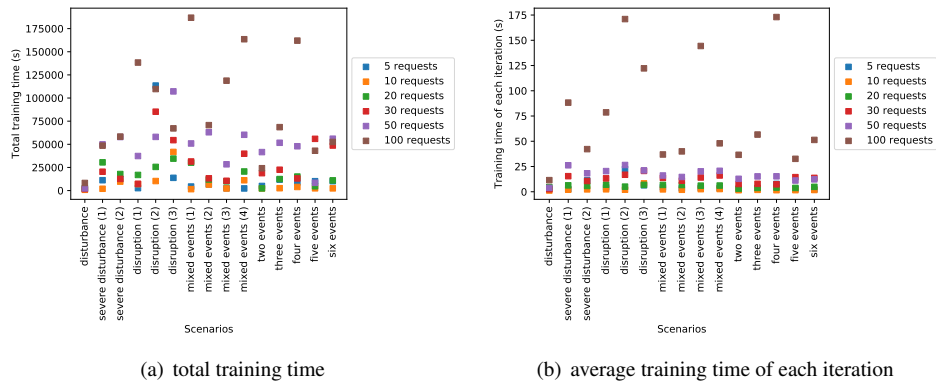 Total training time (s)
175000
150000
125000
100000
75000
50000
25000
0
disturbance
severe disturbance (1)
severe disturbance (2)
disruption (1)
disruption (2)
disruption (3)
mixed events (1)
mixed events (2)
mixed events (3)
mixed events (4)
two events
three events
four events
five events
six events
Scenarios
5 requests
10 requests
20 requests
30 requests
50 requests
100 requests
(a) total training time
Training time of each iteration (s)
175
150
125
100
75
50
25
0
disturbance
severe disturbance (1)
severe disturbance (2)
disruption (1)
disruption (2)
disruption (3)
mixed events (1)
mixed events (2)
mixed events (3)
mixed events (4)
two events
three events
four events
five events
six events
Scenarios
5 requests
10 requests
20 requests
30 requests
50 requests
100 requests
(b) average training time of each iteration